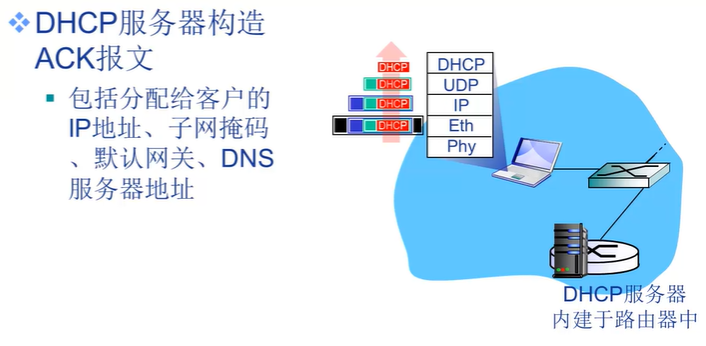 DHCP服务器构造
ACK报文
包括分配给客户的
IP地址、子网掩码
、默认网关、DNS
服务器地址
DHCP
DHCP
DHCP
DHCP
DHCP
UDP
IP
Eth
Phy
DHCP服务器
内建于路由器中